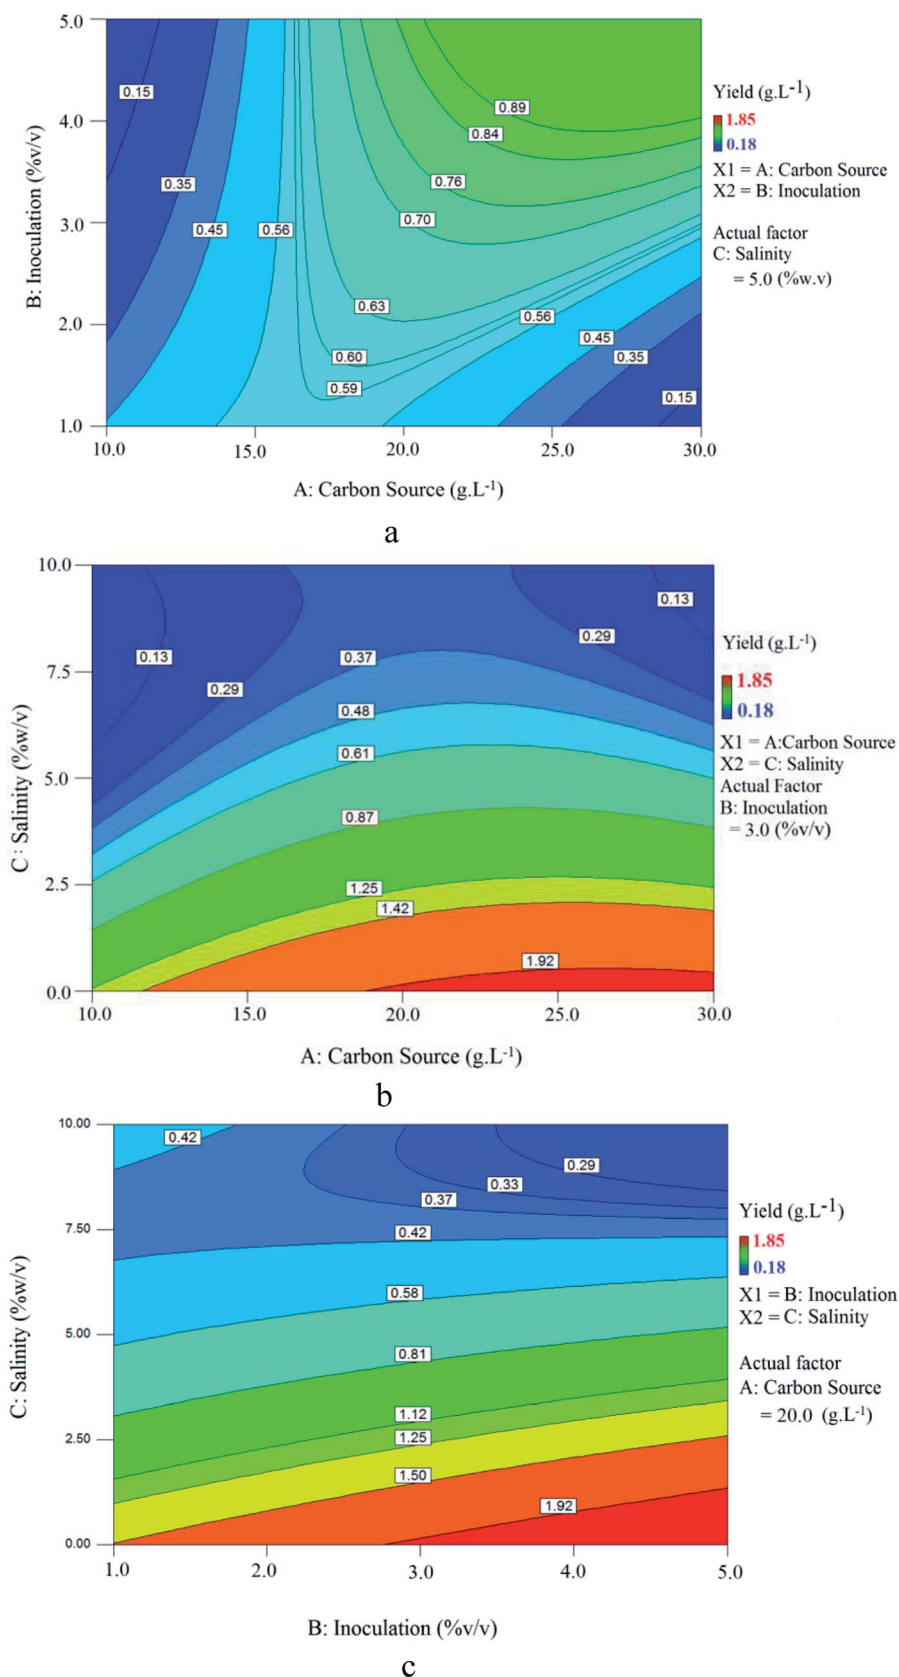 5.0
4.0
3.0
2.0
1.0
B: Inoculation (%v/v)
0.15
0.35
0.45
0.56
0.89
0.84
0.76
0.70
0.63
0.60
0.59
0.56
0.45
0.35
0.15
10.0 15.0 20.0 25.0 30.0
A: Carbon Source (g.L-1)
Yield (g.L-1)
1.85
0.18
X1 = A: Carbon Source
X2 = B: Inoculation
Actual factor
C: Salinity
= 5.0 (%w.v)
a
10.0
7.5
5.0
2.5
0.0
C: Salinity (%w/v)
0.13
0.29
0.37
0.48
0.61
0.87
1.25
1.42
1.92
0.29
0.13
10.0 15.0 20.0 25.0 30.0
A: Carbon Source (g.L-1)
Yield (g.L-1)
1.85
0.18
X1 = A:Carbon Source
X2 = C: Salinity
Actual Factor
B: Inoculation
= 3.0 (%v/v)
b
10.00
7.50
5.00
2.50
0.00
C: Salinity (%w/v)
0.42
0.29
0.33
0.37
0.42
0.58
0.81
1.12
1.25
1.50
1.92
1.0 2.0 3.0 4.0 5.0
B: Inoculation (%v/v)
Yield (g.L-1)
1.85
0.18
X1 = B: Inoculation
X2 = C: Salinity
Actual factor
A: Carbon Source
= 20.0 (g.L-1)
c